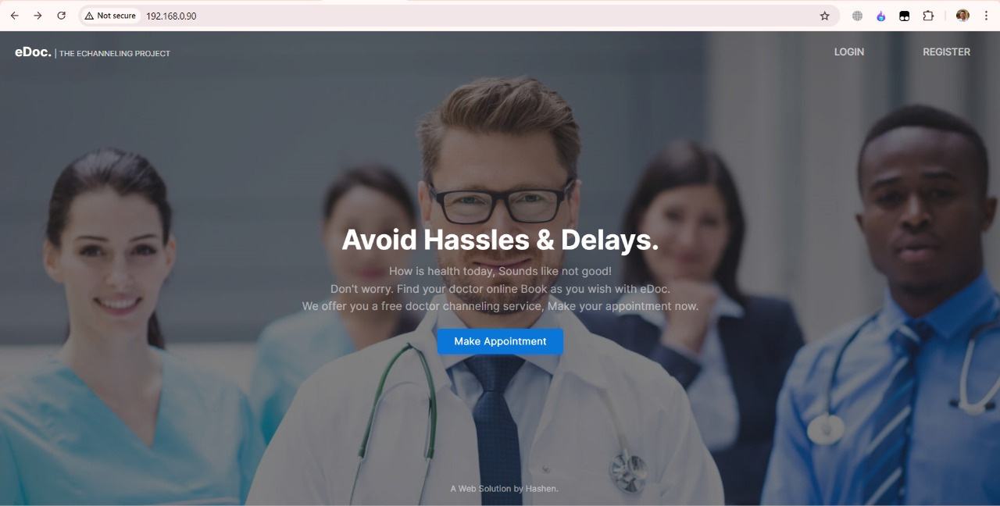 Not secure 192.168.0.90
eDoc. | THE ECHANNELING PROJECT
LOGIN REGISTER
Avoid Hassles & Delays.
How is health today, Sounds like not good!
Don't worry. Find your doctor online Book as you wish with eDoc.
We offer you a free doctor channeling service, Make your appointment now.
Make Appointment
A Web Solution by Hashen.